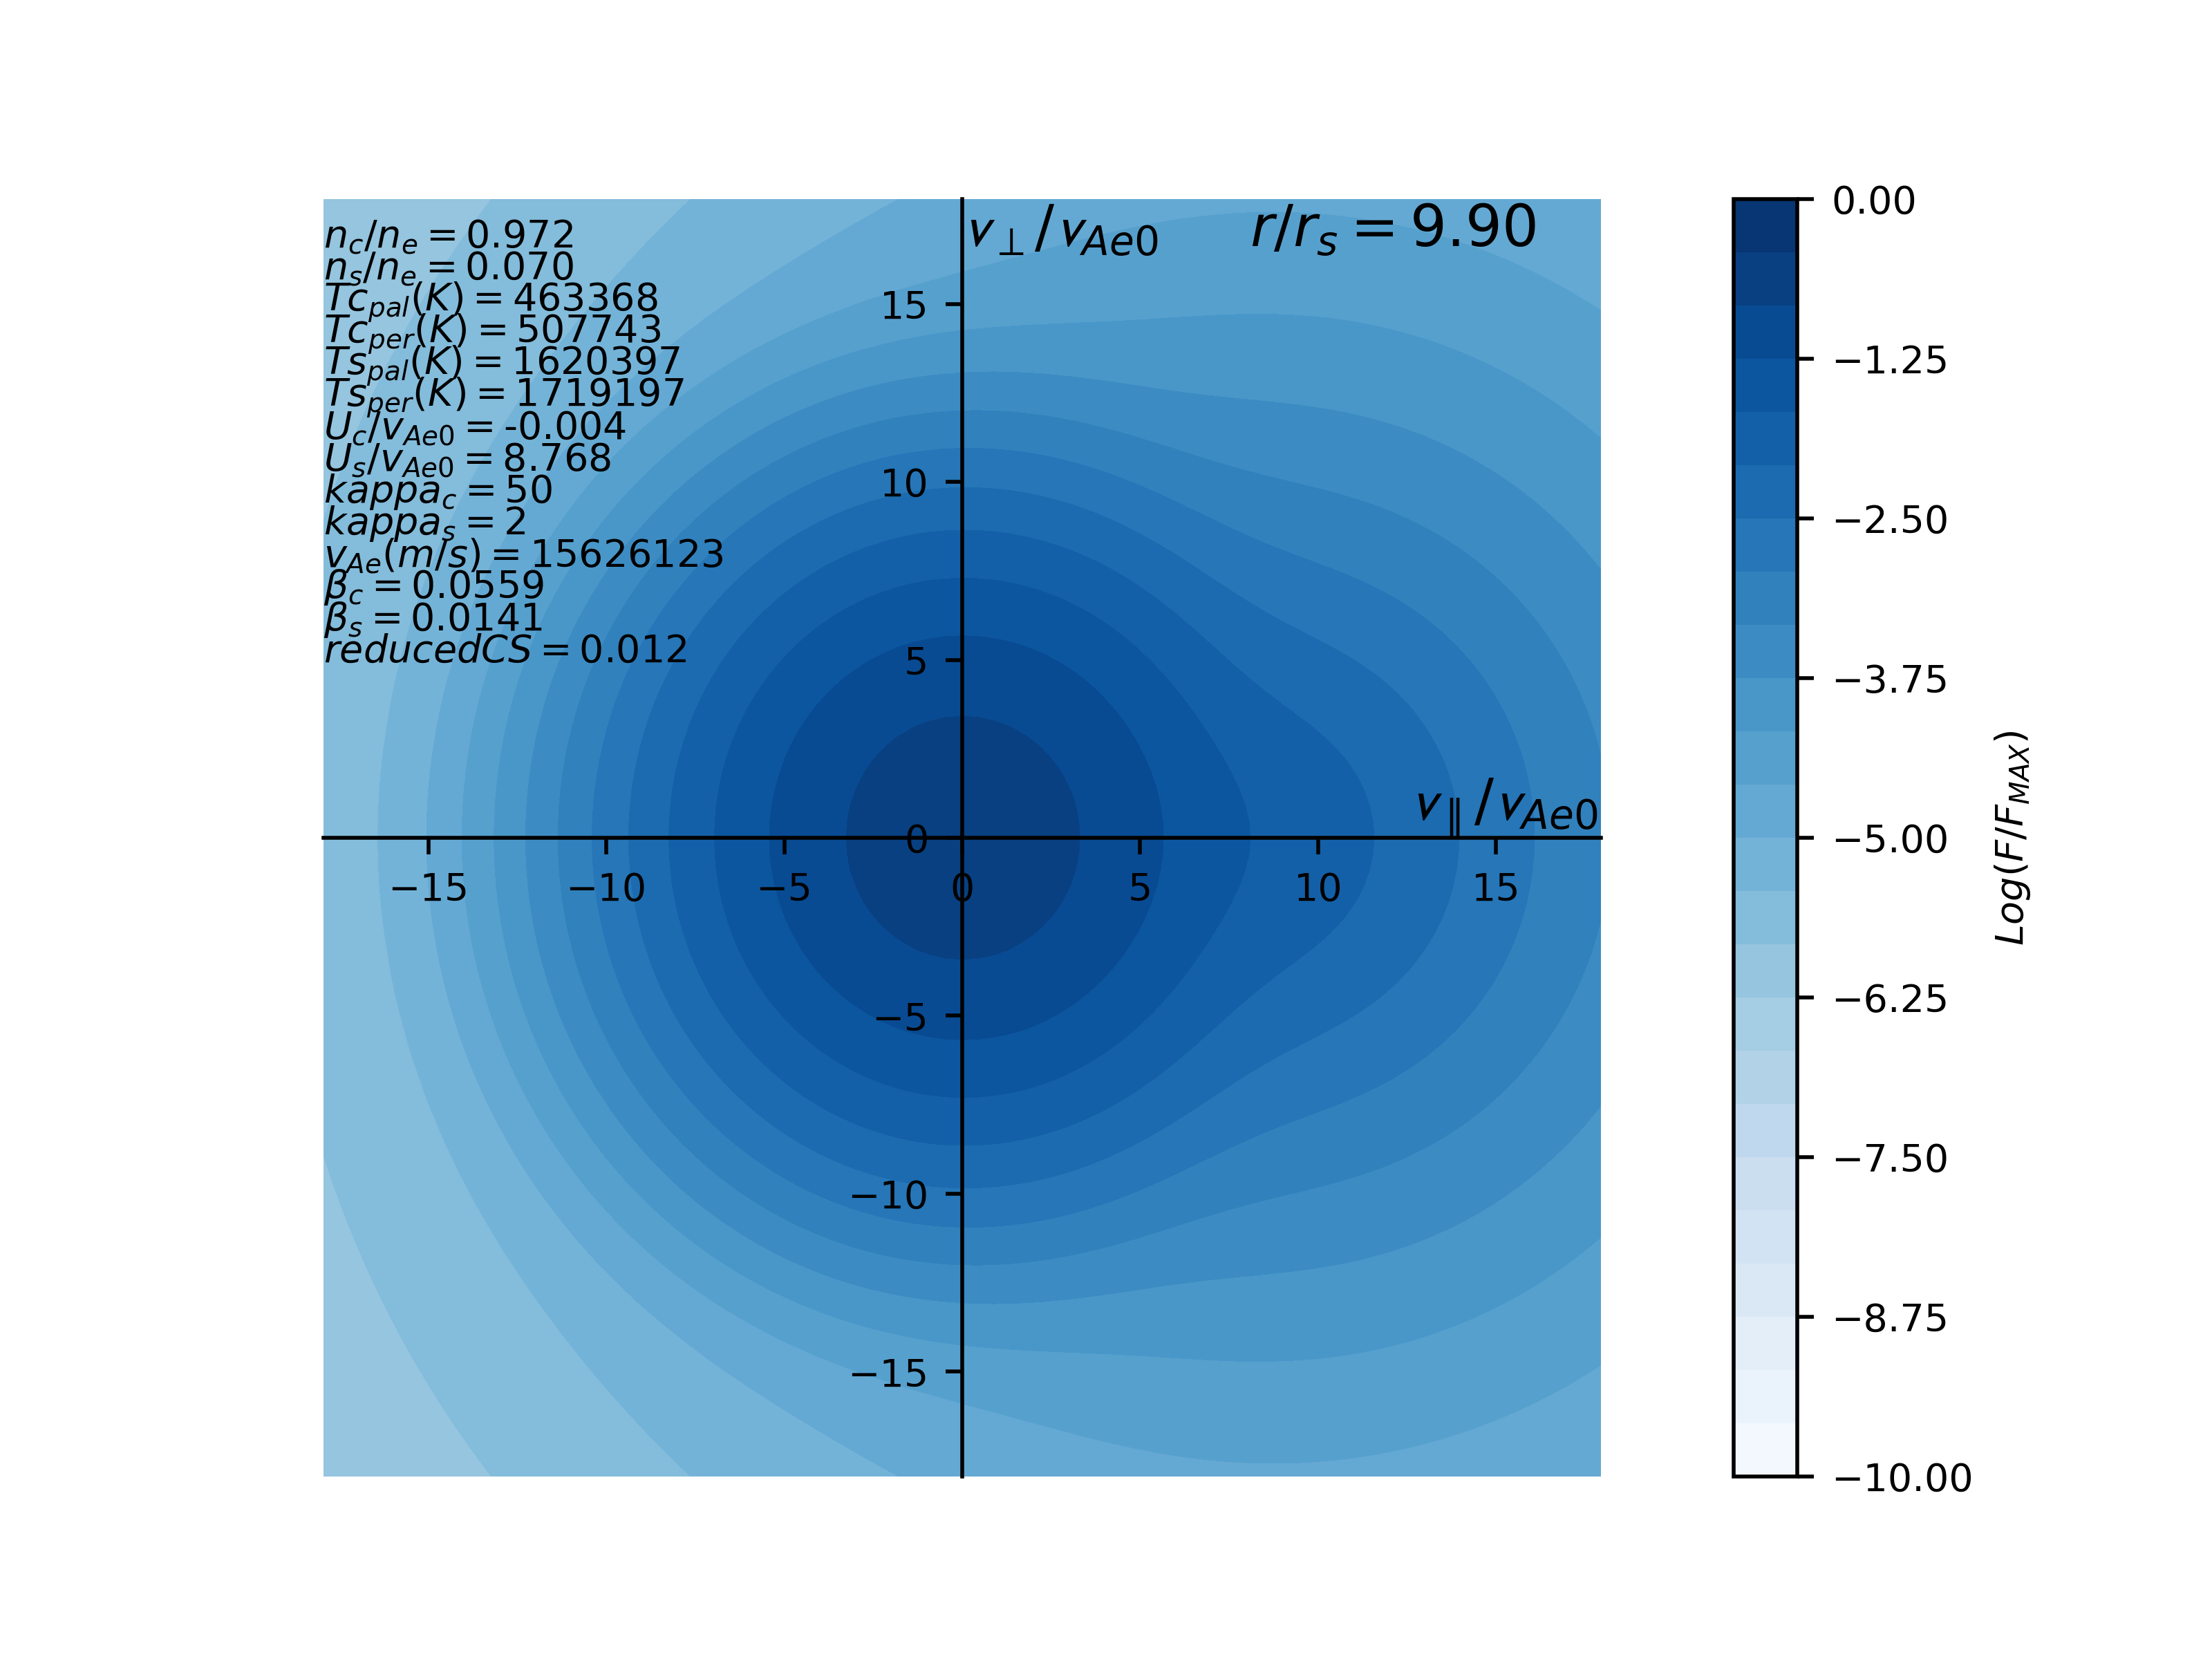 n_c/n_e = 0.972
n_s/n_e = 0.070
Tc_pal(K) = 463368
Tc_per(K) = 507743
Ts_pal(K) = 1620397
Ts_per(K) = 1719197
U_c/v_Ae0 = -0.004
U_s/v_Ae0 = 8.768
kappa_c = 50
kappa_s = 2
v_Ae(m/s) = 15626123
β_c = 0.0559
β_s = 0.0141
reducedCS = 0.012
v_⊥/v_Ae0
r/r_s = 9.90
15
10
5
0
−5
−10
−15
v_∥/v_Ae0
−15 −10 −5 0 5 10 15
0.00
−1.25
−2.50
−3.75
−5.00
−6.25
−7.50
−8.75
−10.00
Log(F/F_MAX)